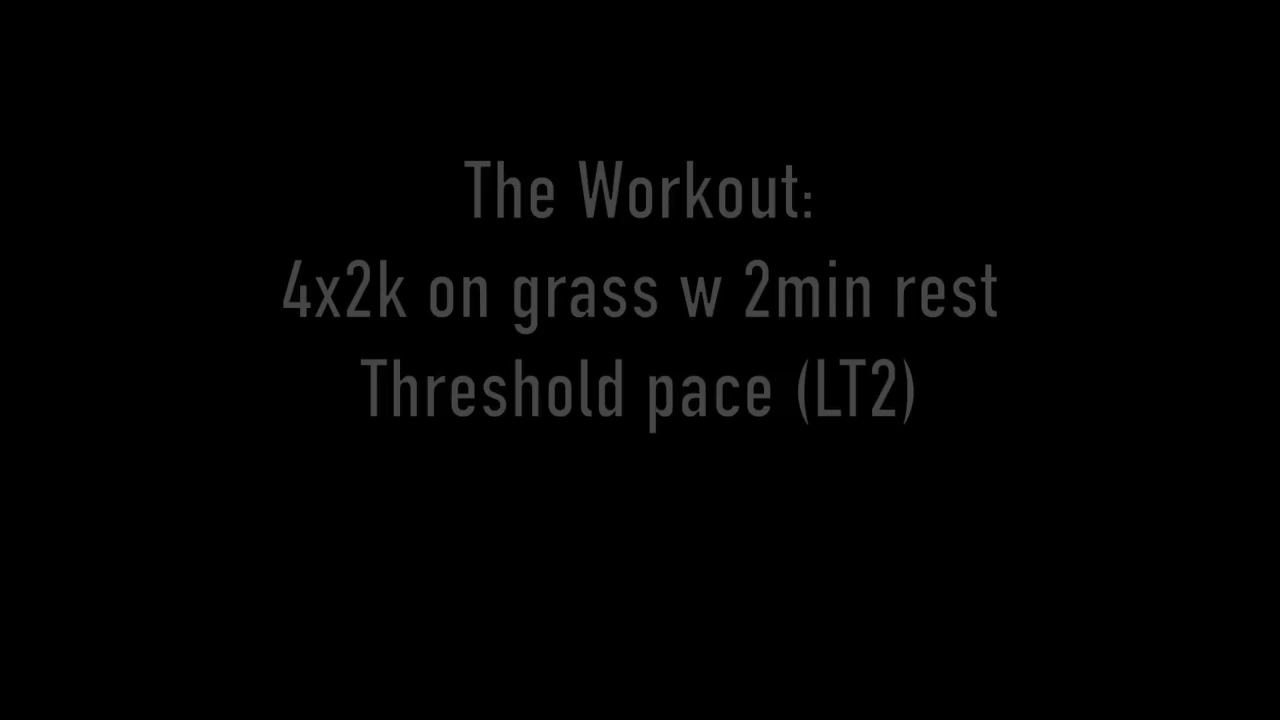 The Workout:
4x2k on grass w 2min rest
Threshold pace (LT2)